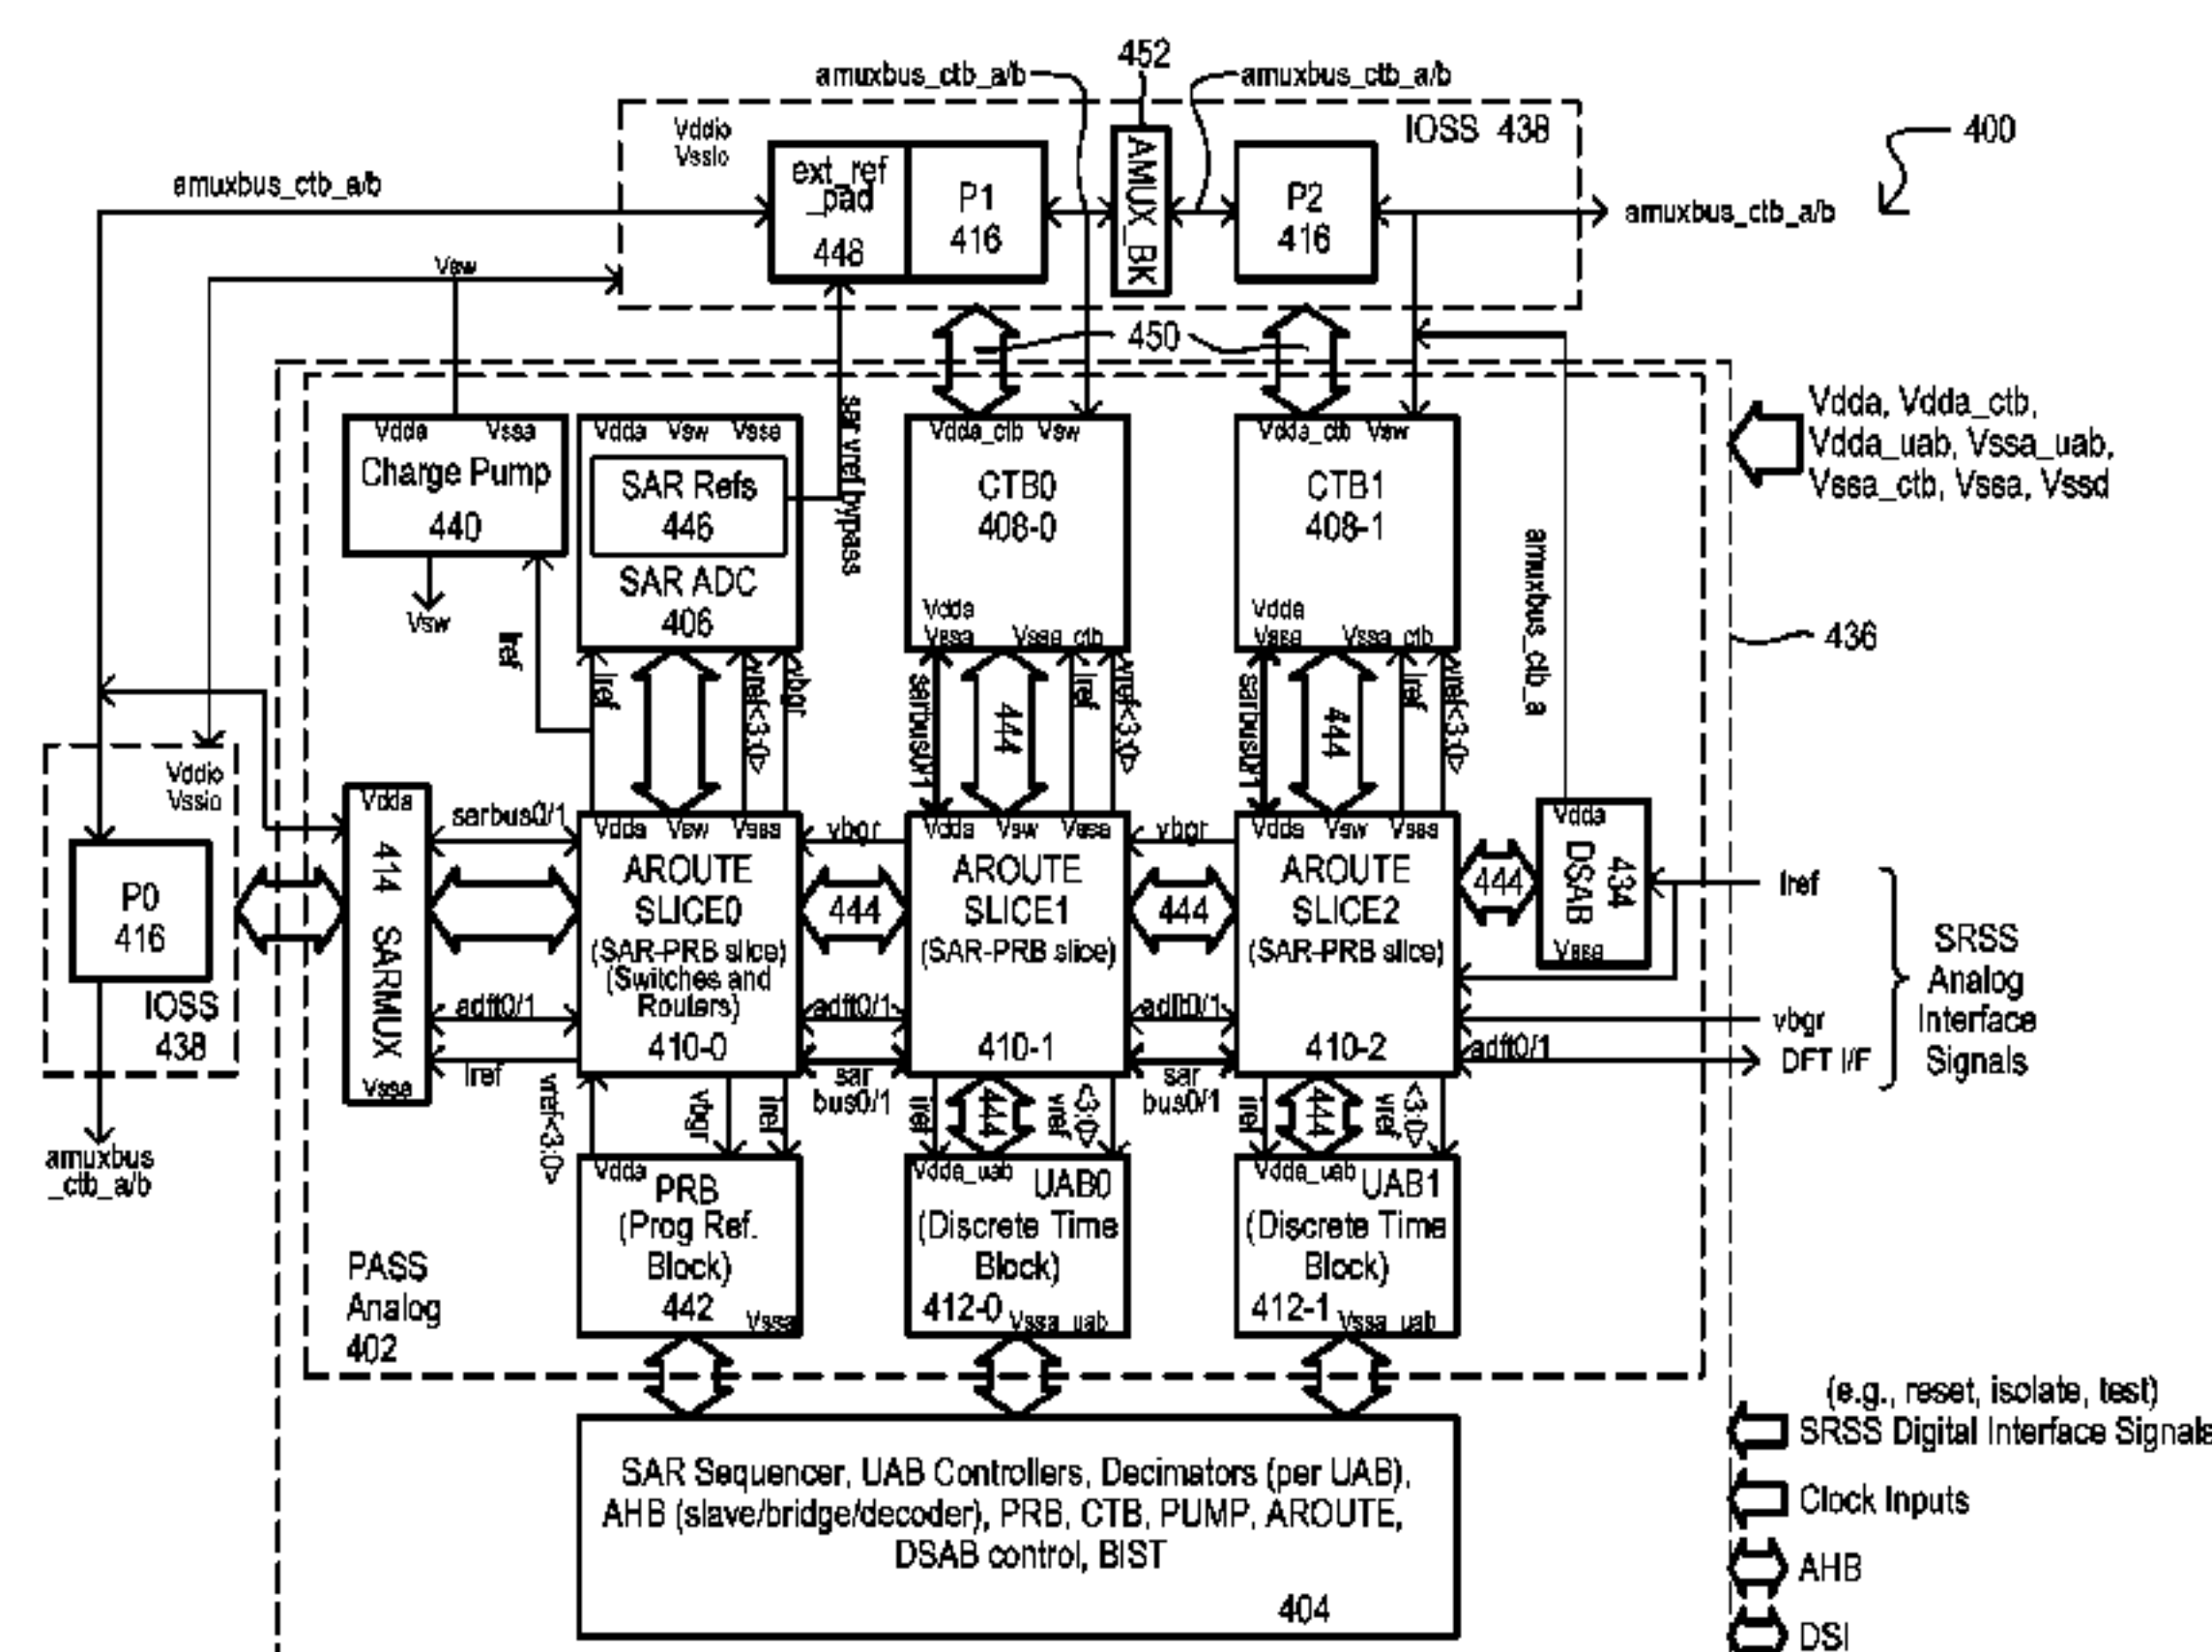 452
amuxbus_ctb_a/b
amuxbus_ctb_a/b
Vddio
Vssio
IOSS 438
400
amuxbus_ctb_a/b
ext_ref
_pad
448
P1
416
AMUX_BK
P2
416
amuxbus_ctb_a/b
Vsw
450
Vdda Vssa
Charge Pump
440
Vsw
Iref
Vdda Vsw Vssa
SAR Refs
446
SAR ADC
406
sar vref bypass
Vdda_ctb Vsw
CTB0
408-0
Vdda
Vssa Vssa_ctb
Vdda_ctb Vsw
CTB1
408-1
Vdda
Vssa Vssa_ctb
amuxbus_ctb_a
Vdda, Vdda_ctb,
Vdda_uab, Vssa_uab,
Vssa_ctb, Vssa, Vssd
436
Iref
vref<3:0>
vbgr
sarbus0/1
444
Iref
vref<3:0>
sarbus0/1
444
Iref
vref<3:0>
Vddio
Vssio
P0
416
IOSS
438
amuxbus
_ctb_a/b
Vdda
414 SARMUX
Vssa
sarbus0/1
adft0/1
Iref
Vdda Vsw Vssa
AROUTE
SLICE0
(SAR-PRB slice)
(Switches and
Routers)
410-0
vbgr
444
adft0/1
sar
bus0/1
Vdda Vsw Vssa
AROUTE
SLICE1
(SAR-PRB slice)
410-1
vbgr
444
adft0/1
sar
bus0/1
Vdda Vsw Vssa
AROUTE
SLICE2
(SAR-PRB slice)
410-2
444
Vdda
434
DSAB
Vssa
Iref
vbgr
adft0/1
DFT I/F
SRSS
Analog
Interface
Signals
vref<3:0>
vbgr
iref
iref
444
vref
<3:0>
iref
444
vref
<3:0>
Vdda
PRB
(Prog Ref.
Block)
442
Vssa
Vdda_uab
UAB0
(Discrete Time
Block)
412-0
Vssa_uab
Vdda_uab
UAB1
(Discrete Time
Block)
412-1
Vssa_uab
PASS
Analog
402
SAR Sequencer, UAB Controllers, Decimators (per UAB),
AHB (slave/bridge/decoder), PRB, CTB, PUMP, AROUTE,
DSAB control, BIST
404
(e.g., reset, isolate, test)
SRSS Digital Interface Signals
Clock Inputs
AHB
DSI